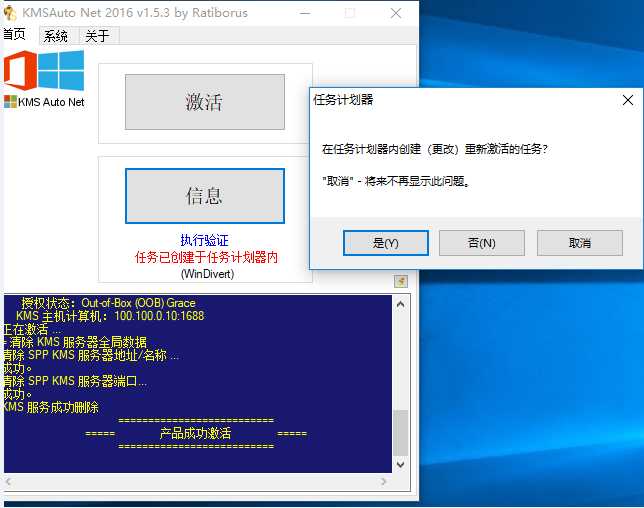 KMSAuto Net 2016 v1.5.3 by Ratiborus
首页 系统 关于
KMS Auto Net
激活
信息
执行验证
任务已创建于任务计划器内
(WinDivert)
任务计划器
在任务计划器内创建（更改）重新激活的任务?
"取消" - 将来不再显示此问题。
是(Y) 否(N) 取消
授权状态：Out-of-Box (OOB) Grace
KMS 主机计算机：100.100.0.10:1688
正在激活 ...
= 清除 KMS 服务器全局数据
清除 SPP KMS 服务器地址/名称 ...
成功。
清除 SPP KMS 服务器端口...
成功。
KMS 服务成功删除
==========================
===== 产品成功激活 =====
==========================